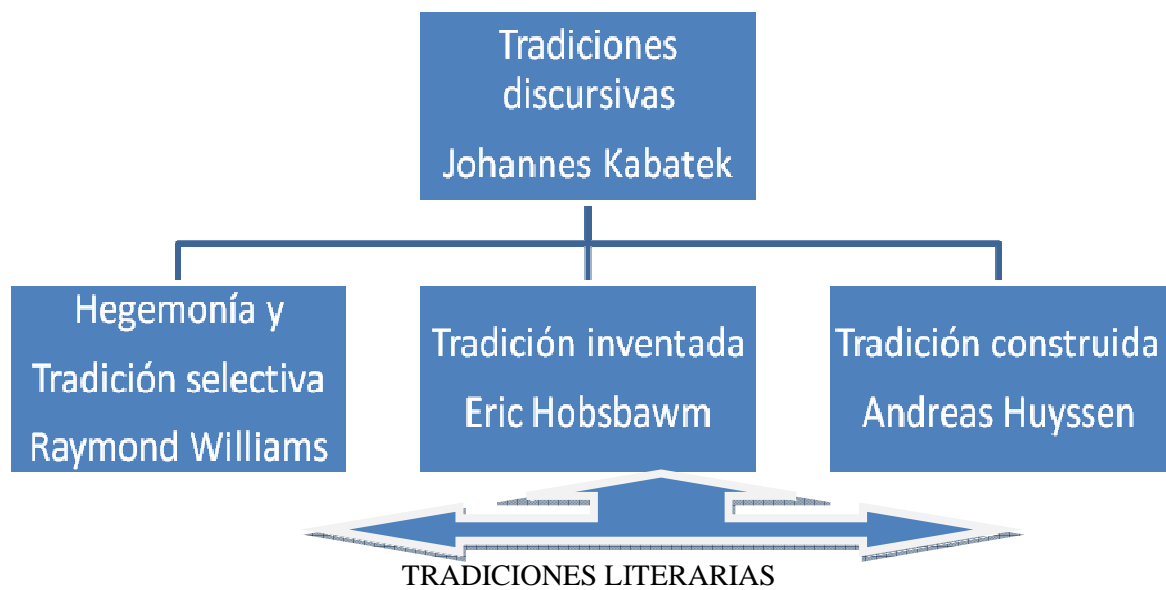 Tradiciones
discursivas
Johannes Kabatek
Hegemonía y
Tradición selectiva
Raymond Williams
Tradición inventada
Eric Hobsbawm
Tradición construida
Andreas Huyssen
TRADICIONES LITERARIAS